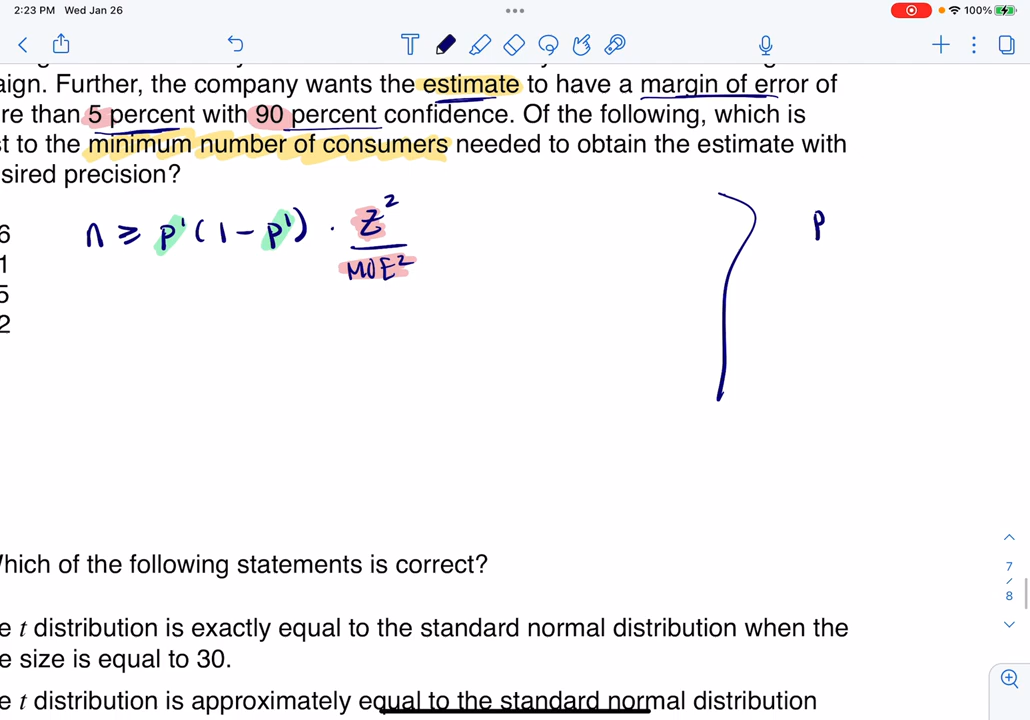 2:23 PM Wed Jan 26
100%
aign. Further, the company wants the estimate to have a margin of error of
re than 5 percent with 90 percent confidence. Of the following, which is
t to the minimum number of consumers needed to obtain the estimate with
sired precision?
6
1
5
2
n ≥ p'(1-p') · z²
MOE²
p
Which of the following statements is correct?
e t distribution is exactly equal to the standard normal distribution when the
e size is equal to 30.
e t distribution is approximately equal to the standard normal distribution
7
/
8